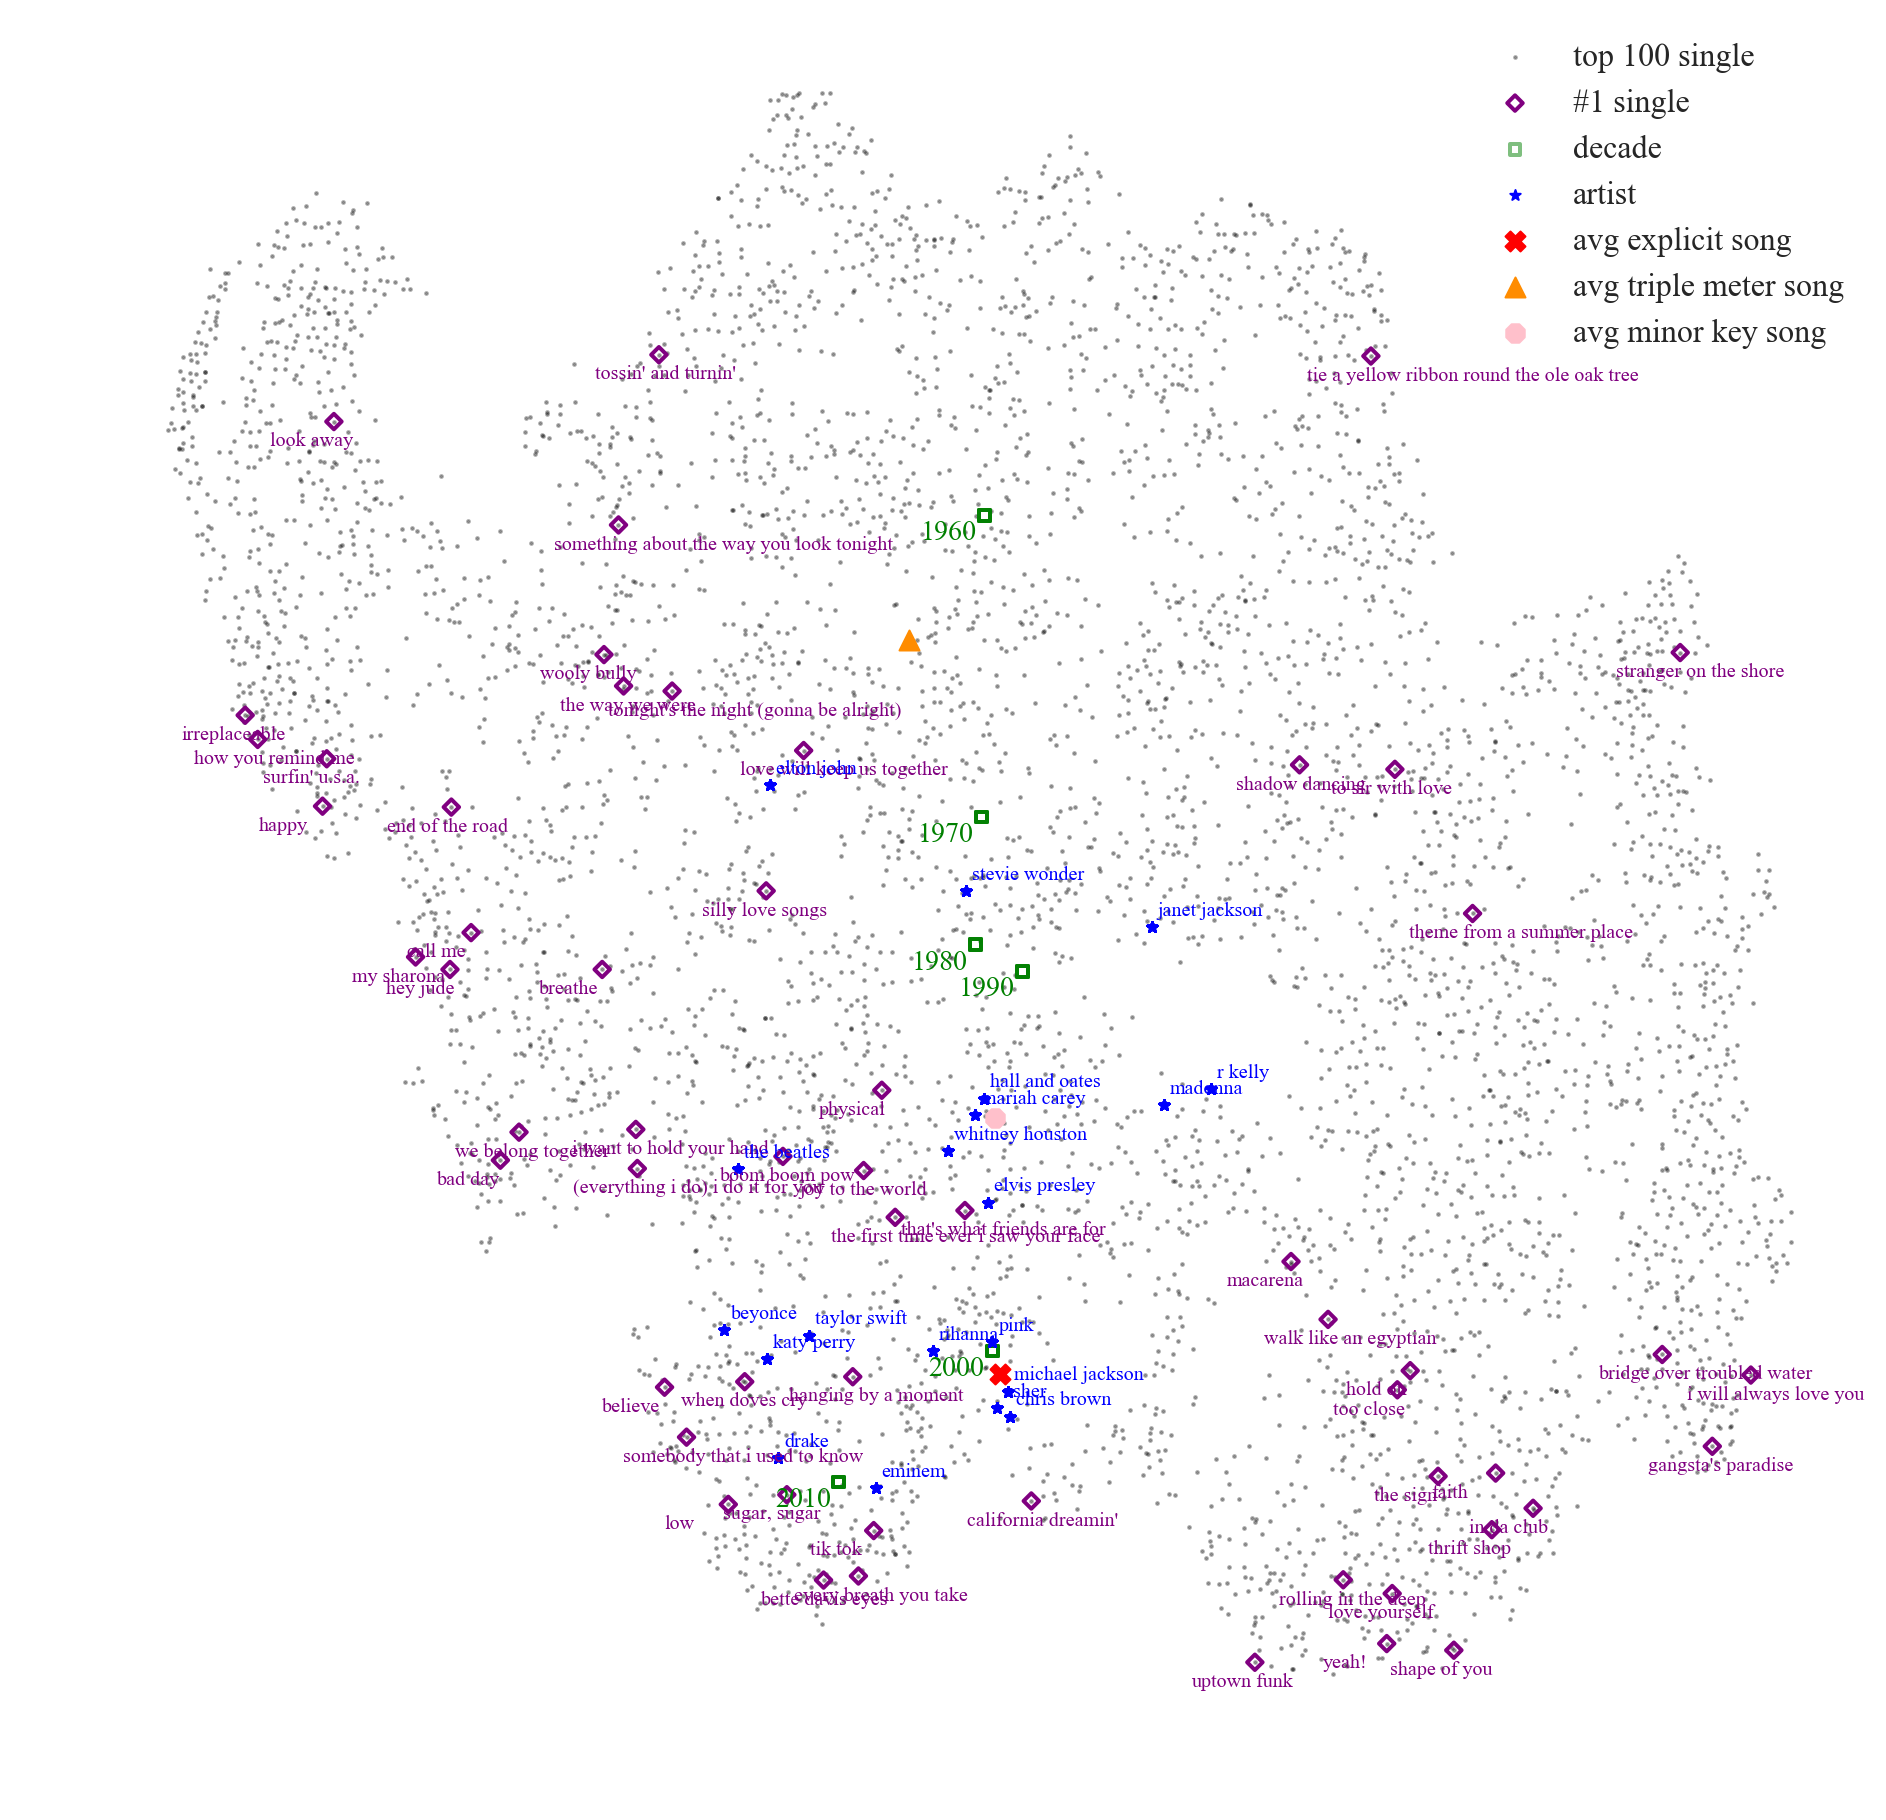 top 100 single
#1 single
decade
artist
avg explicit song
avg triple meter song
avg minor key song
tossin' and turnin'
tie a yellow ribbon round the ole oak tree
look away
1960
something about the way you look tonight
wooly bully
stranger on the shore
the way we were
tonight's the night (gonna be alright)
irreplaceable
how you remind me
surfin' u.s.a.
elton john
love will keep us together
shadow dancing
to sir with love
happy
end of the road
1970
stevie wonder
silly love songs
janet jackson
theme from a summer place
call me
1980
my sharona
hey jude
breathe
1990
r kelly
hall and oates
madonna
mariah carey
physical
whitney houston
we belong together
i want to hold your hand
the beatles
bad day
boom boom pow
(everything i do) i do it for you
joy to the world
elvis presley
that's what friends are for
the first time ever i saw your face
macarena
beyonce
taylor swift
pink
rihanna
katy perry
walk like an egyptian
2000
michael jackson
bridge over troubled water
hold on
sher
i will always love you
hanging by a moment
chris brown
when doves cry
believe
too close
drake
somebody that i used to know
gangsta's paradise
eminem
faith
the sign
2010
sugar, sugar
california dreamin'
low
in da club
tik tok
thrift shop
every breath you take
bette davis eyes
rolling in the deep
love yourself
yeah!
shape of you
uptown funk